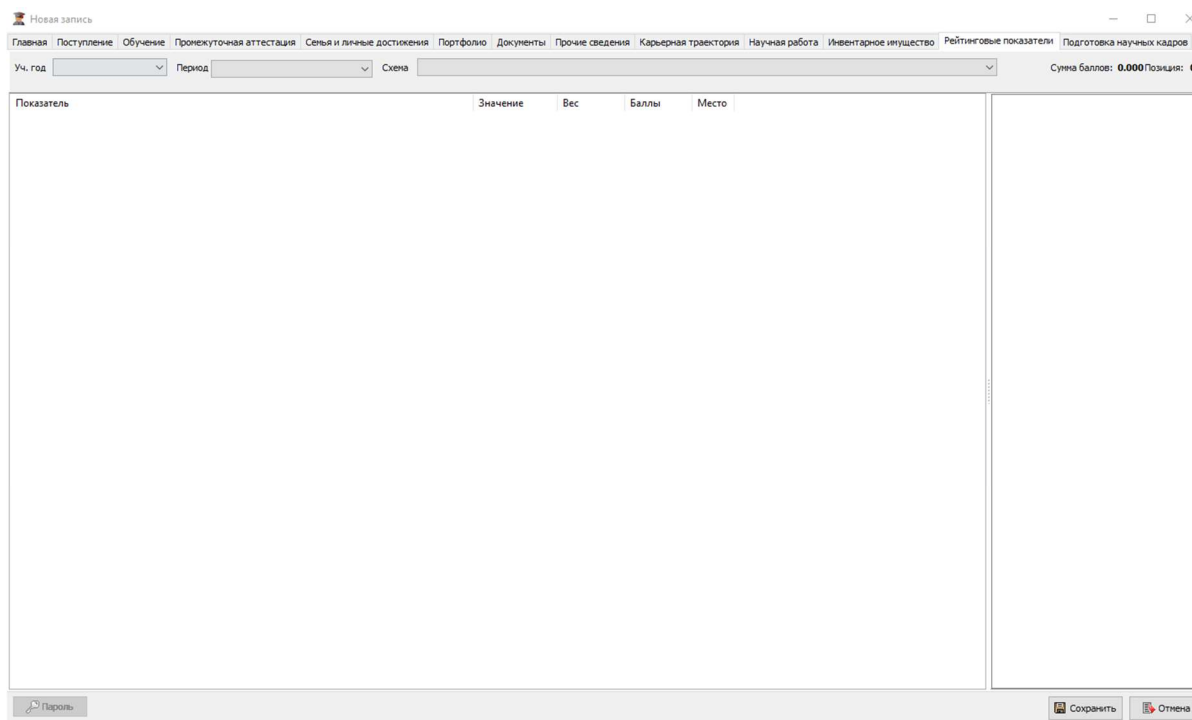 Новая запись
Главная Поступление Обучение Промежуточная аттестация Семья и личные достижения Портфолио Документы Прочие сведения Карьерная траектория Научная работа Инвентарное имущество Рейтинговые показатели Подготовка научных кадров
Уч. год Период Схема Сумма баллов: 0.000 Позиция:
Показатель Значение Вес Баллы Место
Пароль Сохранить Отмена